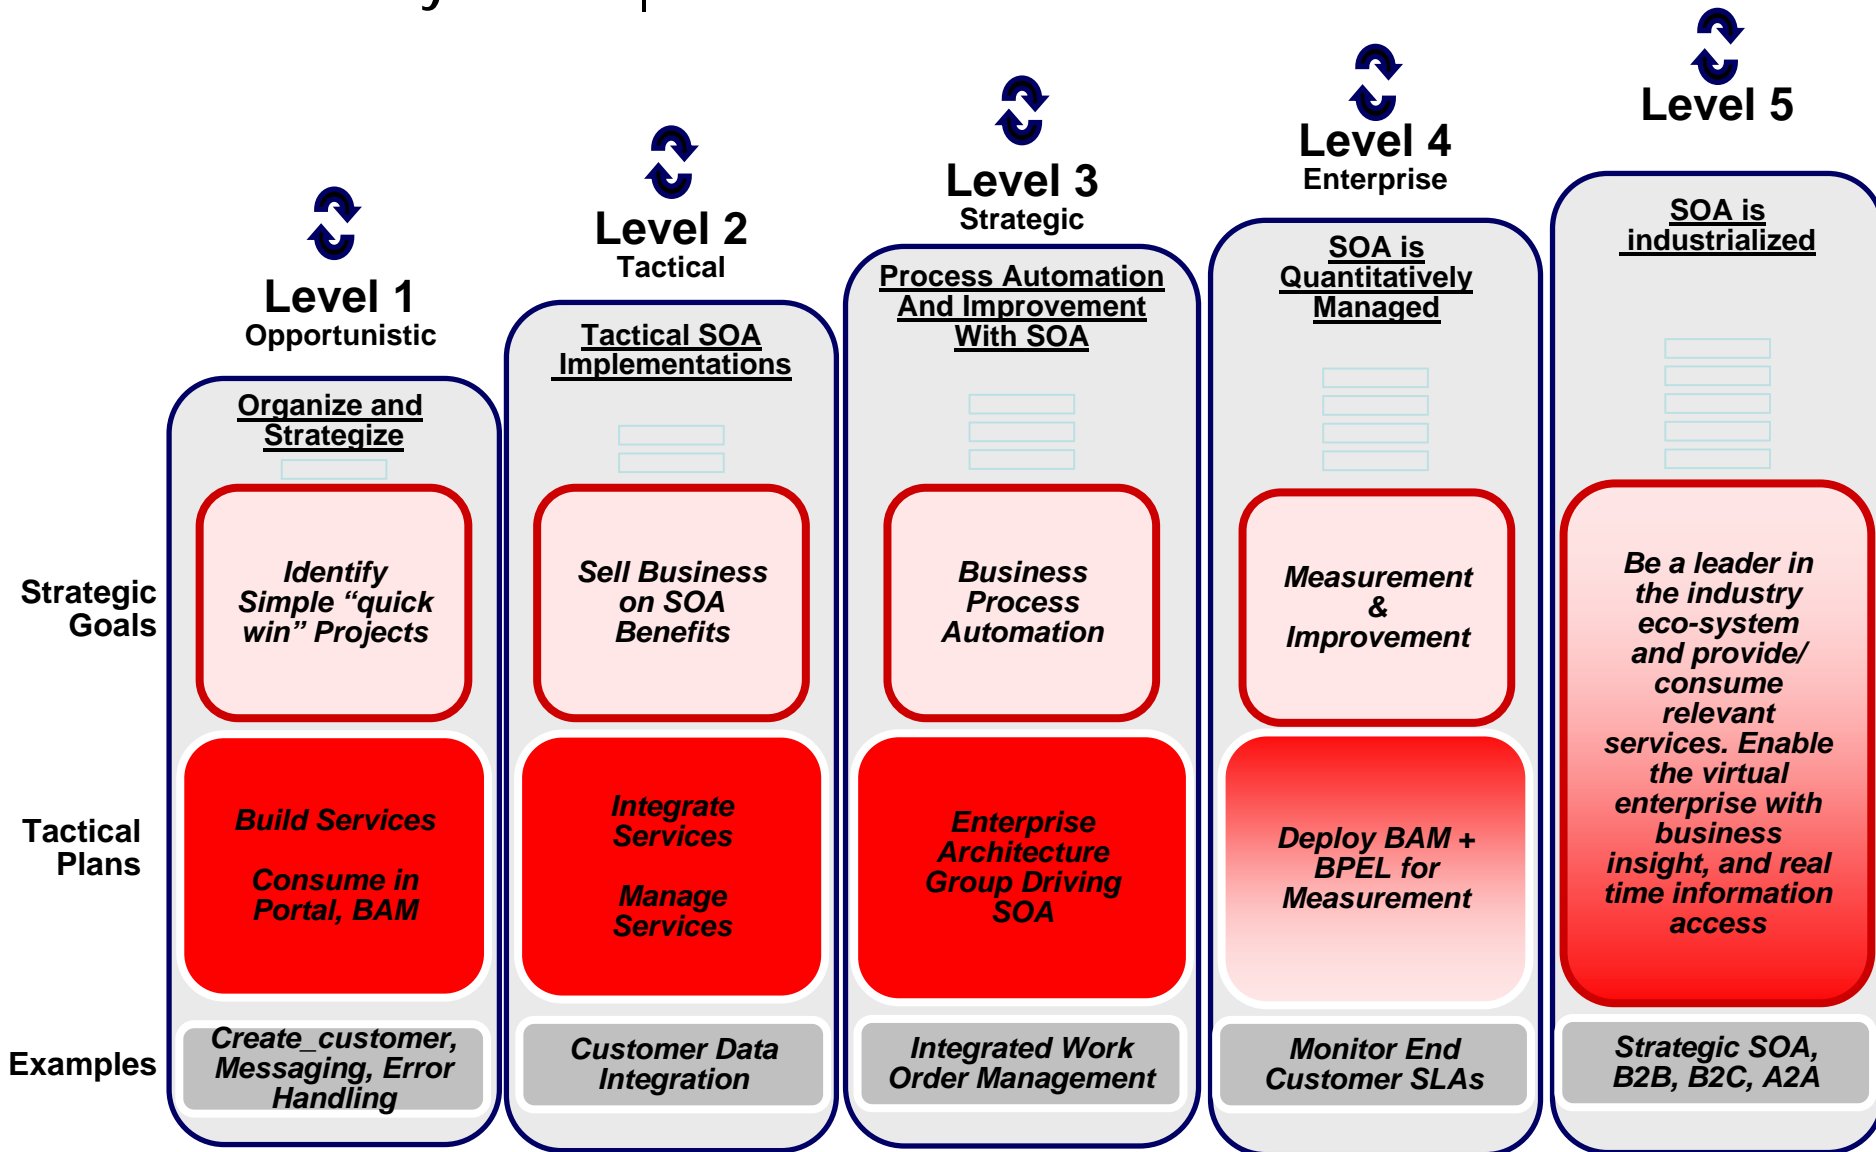 Level 1
Opportunistic
Organize and
Strategize
Level 2
Tactical
Tactical SOA
Implementations
Level 3
Strategic
Process Automation
And Improvement
With SOA
Level 4
Enterprise
SOA is
Quantitatively
Managed
Level 5
SOA is
industrialized
Strategic
Goals
Identify
Simple “quick
win” Projects
Sell Business
on SOA
Benefits
Business
Process
Automation
Measurement
&
Improvement
Be a leader in
the industry
eco-system
and provide/
consume
relevant
services. Enable
the virtual
enterprise with
business
insight, and real
time information
access
Tactical
Plans
Build Services
Consume in
Portal, BAM
Integrate
Services
Manage
Services
Enterprise
Architecture
Group Driving
SOA
Deploy BAM +
BPEL for
Measurement
Examples
Create_customer,
Messaging, Error
Handling
Customer Data
Integration
Integrated Work
Order Management
Monitor End
Customer SLAs
Strategic SOA,
B2B, B2C, A2A